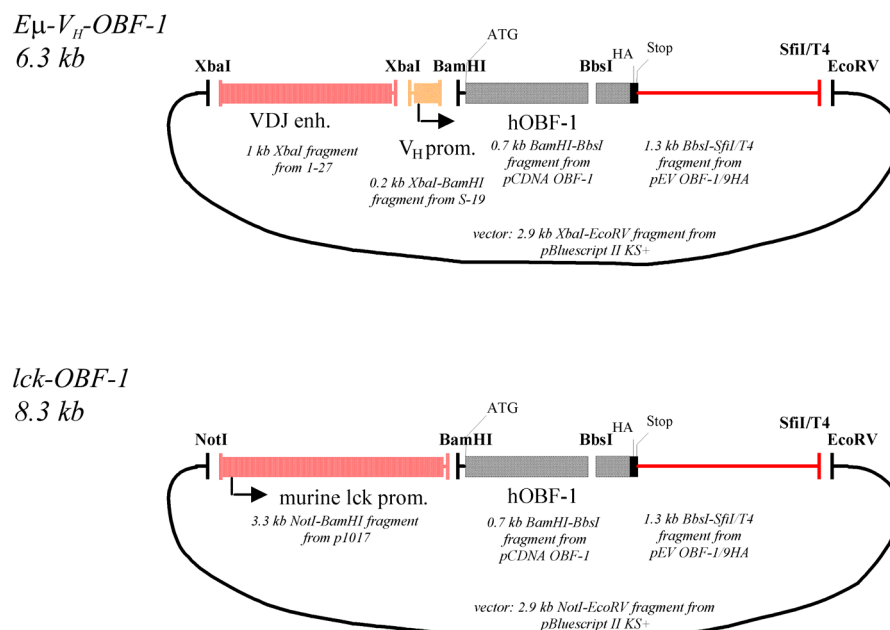 Eµ-VH-OBF-1
6.3 kb
ATG
XbaI
XbaI
BamHI
BbsI
HA
Stop
SfiI/T4
EcoRV
VDJ enh.
1 kb XbaI fragment
from 1-27
VH prom.
0.2 kb XbaI-BamHI
fragment from S-19
hOBF-1
0.7 kb BamHI-BbsI
fragment from
pCDNA OBF-1
1.3 kb BbsI-SfiI/T4
fragment from
pEV OBF-1/9HA
vector: 2.9 kb XbaI-EcoRV fragment from
pBluescript II KS+
lck-OBF-1
8.3 kb
ATG
NotI
BamHI
BbsI
HA
Stop
SfiI/T4
EcoRV
murine lck prom.
3.3 kb NotI-BamHI fragment
from p1017
hOBF-1
0.7 kb BamHI-BbsI
fragment from
pCDNA OBF-1
1.3 kb BbsI-SfiI/T4
fragment from
pEV OBF-1/9HA
vector: 2.9 kb NotI-EcoRV fragment from
pBluescript II KS+